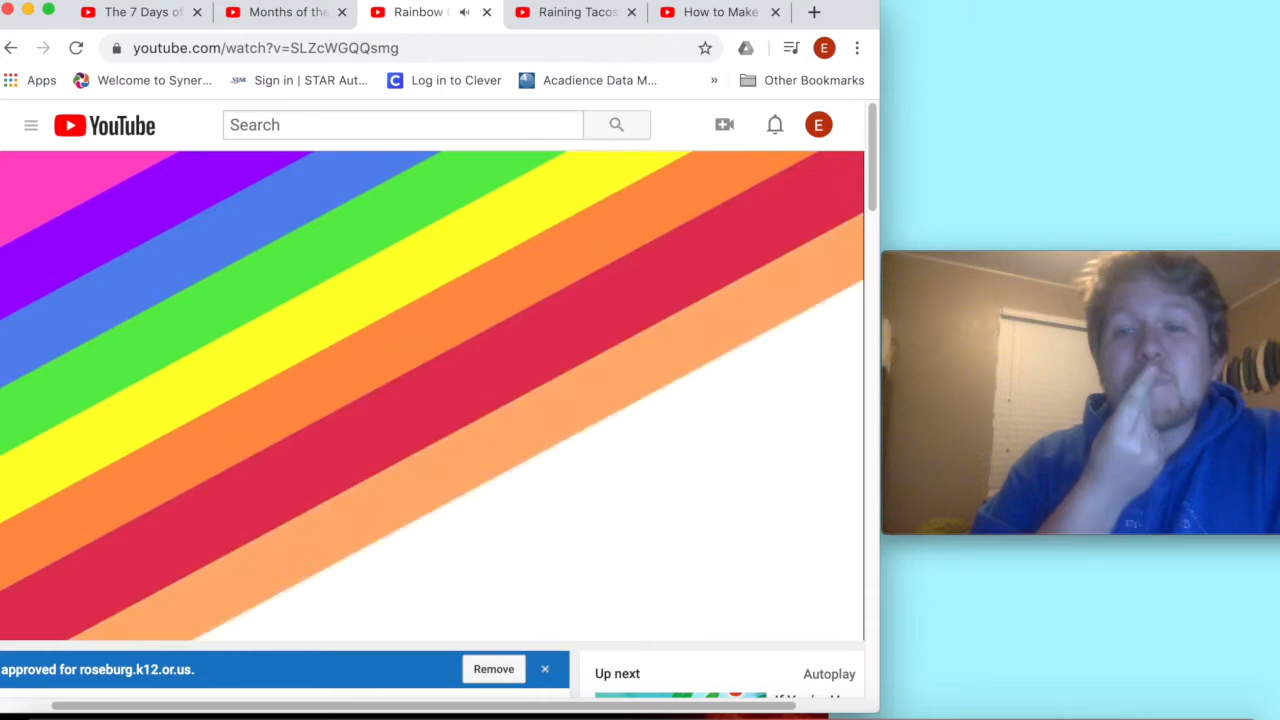 The 7 Days of
Months of the
Rainbow
Raining Tacos
How to Make
youtube.com/watch?v=SLZcWGQQsmg
E
Apps
Welcome to Syner...
STAR
Sign in | STAR Aut...
C
Log in to Clever
Acadience Data M...
»
Other Bookmarks
YouTube
Search
E
approved for roseburg.k12.or.us.
Remove
Up next
Autoplay